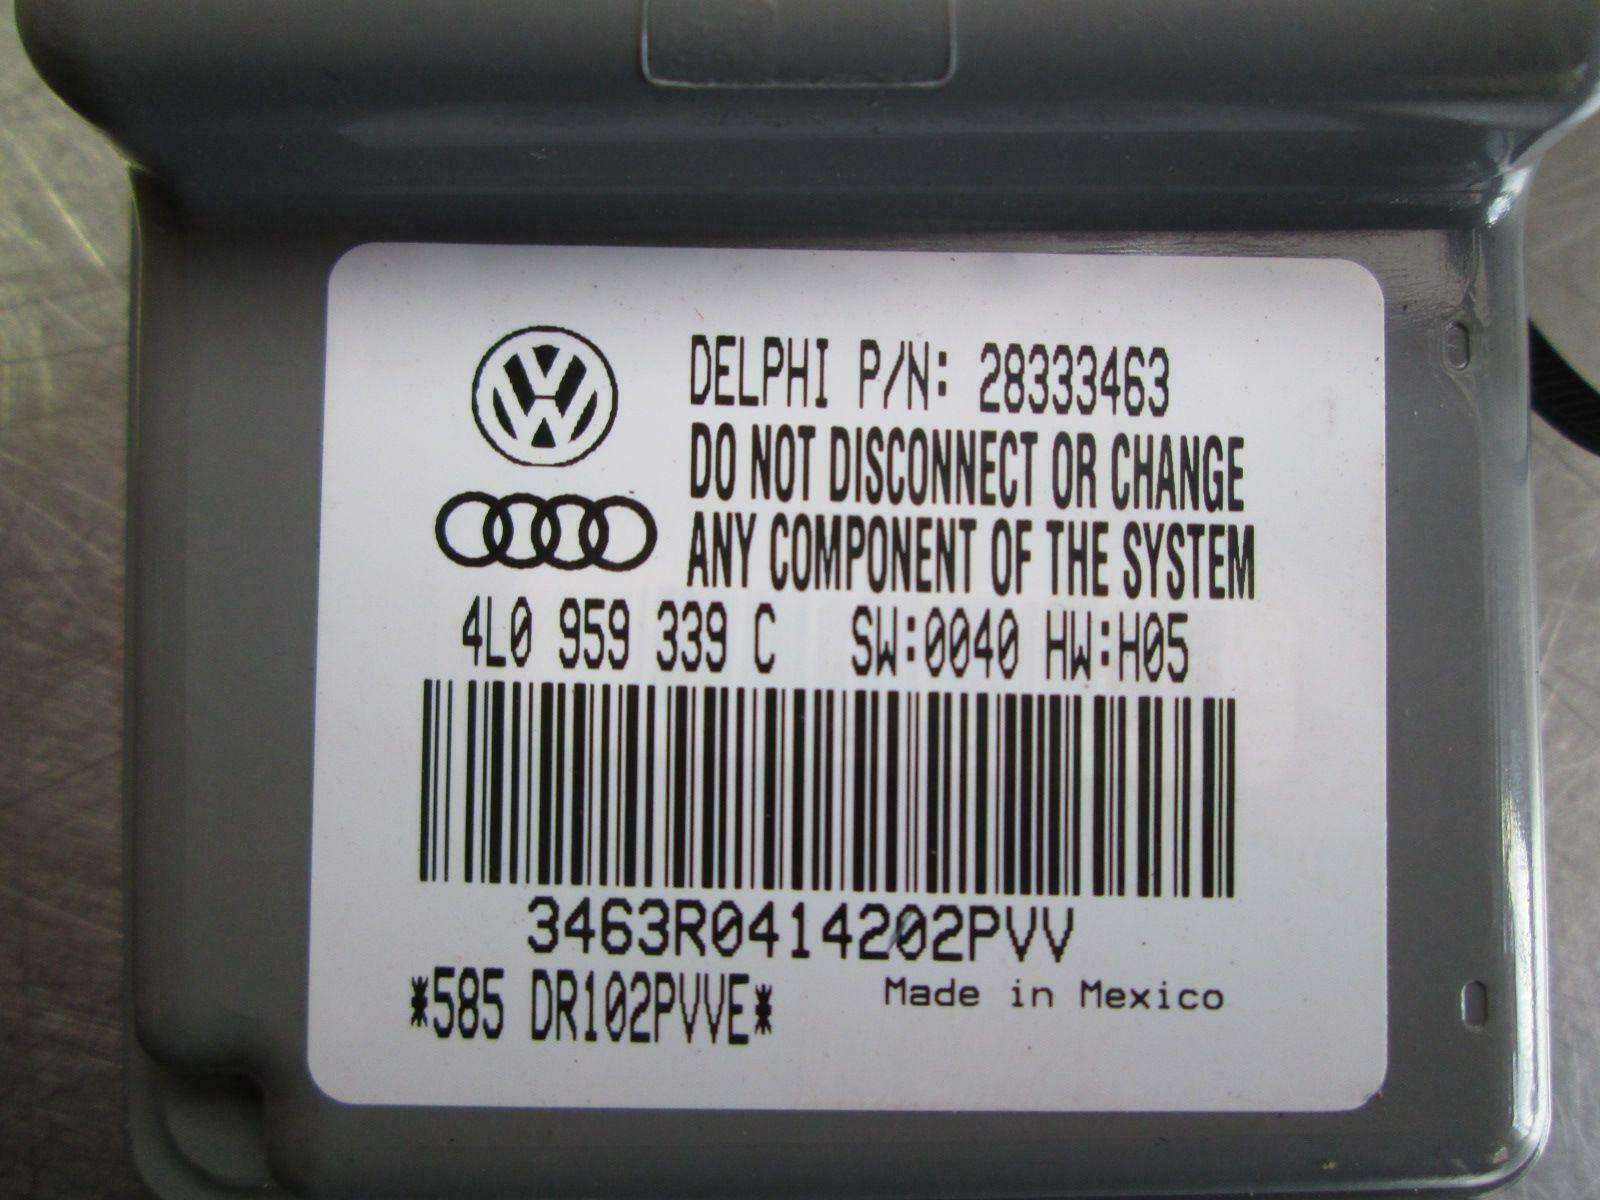 DELPHI P/N: 28333463
DO NOT DISCONNECT OR CHANGE
ANY COMPONENT OF THE SYSTEM
4L0 959 339 C SW:0040 HW:H05
3463R0414202PVV
*585 DR102PVVE* Made in Mexico